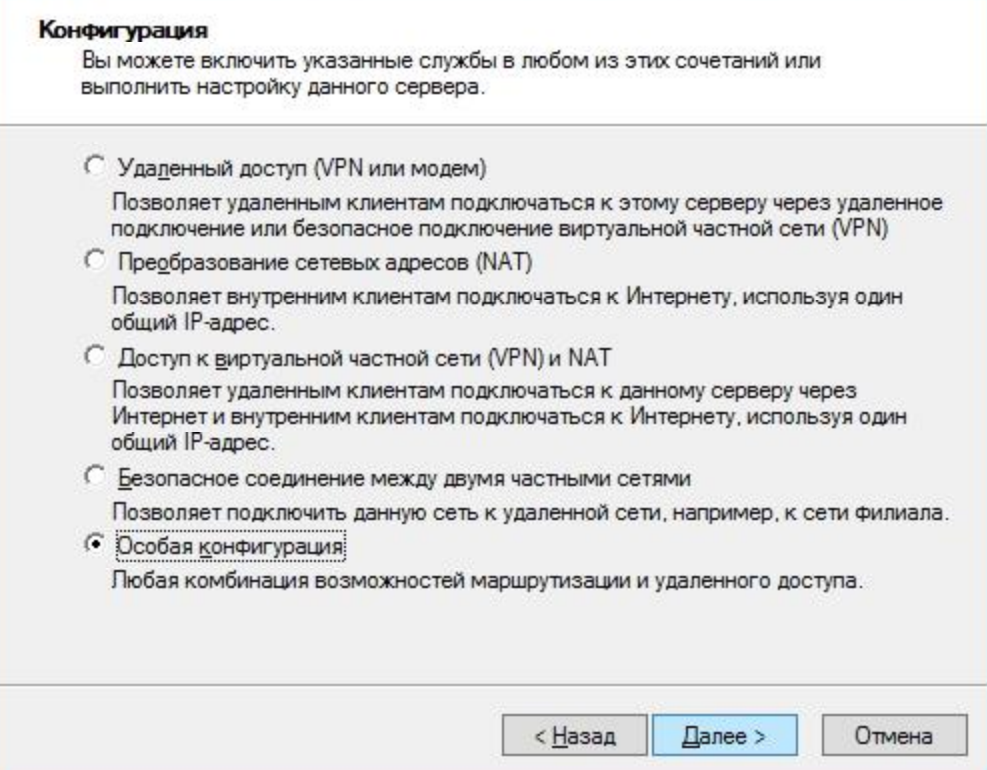 Конфигурация
Вы можете включить указанные службы в любом из этих сочетаний или
выполнить настройку данного сервера.
Удаленный доступ (VPN или модем)
Позволяет удаленным клиентам подключаться к этому серверу через удаленное
подключение или безопасное подключение виртуальной частной сети (VPN)
Преобразование сетевых адресов (NAT)
Позволяет внутренним клиентам подключаться к Интернету, используя один
общий IP-адрес.
Доступ к виртуальной частной сети (VPN) и NAT
Позволяет удаленным клиентам подключаться к данному серверу через
Интернет и внутренним клиентам подключаться к Интернету, используя один
общий IP-адрес.
Безопасное соединение между двумя частными сетями
Позволяет подключить данную сеть к удаленной сети, например, к сети филиала.
Особая конфигурация
Любая комбинация возможностей маршрутизации и удаленного доступа.
< Назад Далее > Отмена